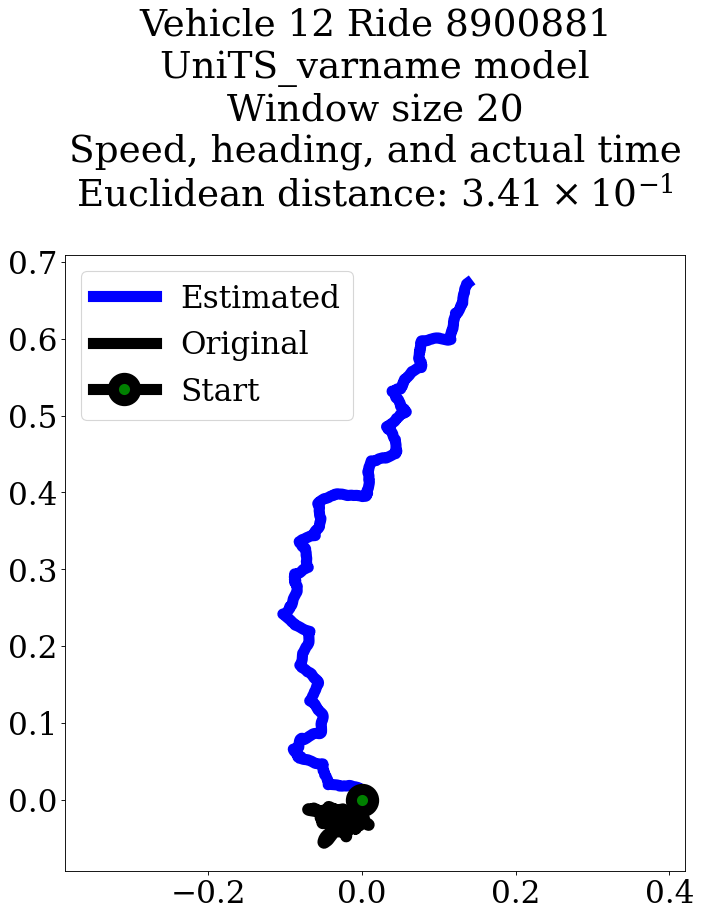 Vehicle 12 Ride 8900881
UniTS_varname model
Window size 20
Speed, heading, and actual time
Euclidean distance: 3.41 × 10⁻¹
0.7
0.6
0.5
0.4
0.3
0.2
0.1
0.0
Estimated
Original
Start
−0.2 0.0 0.2 0.4